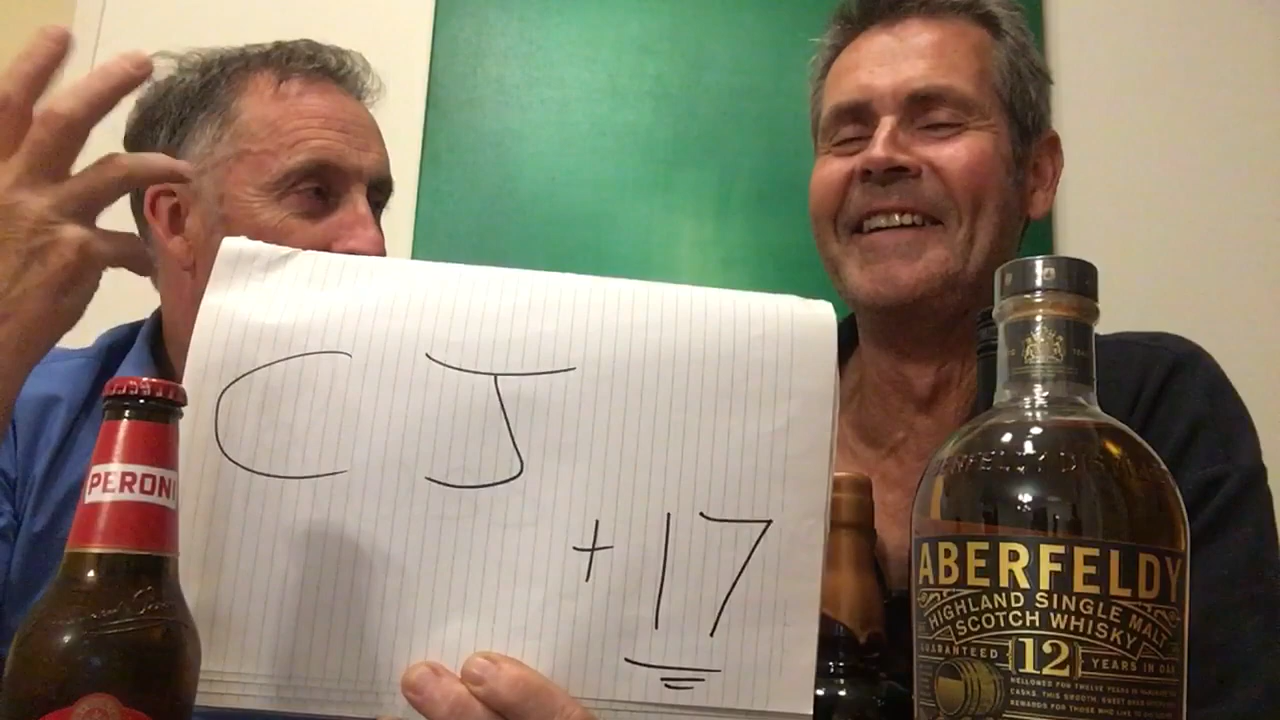 CJ
+17
PERONI
ABERFELDY
HIGHLAND SINGLE MALT
SCOTCH WHISKY
GUARANTEED 12 YEARS IN OAK